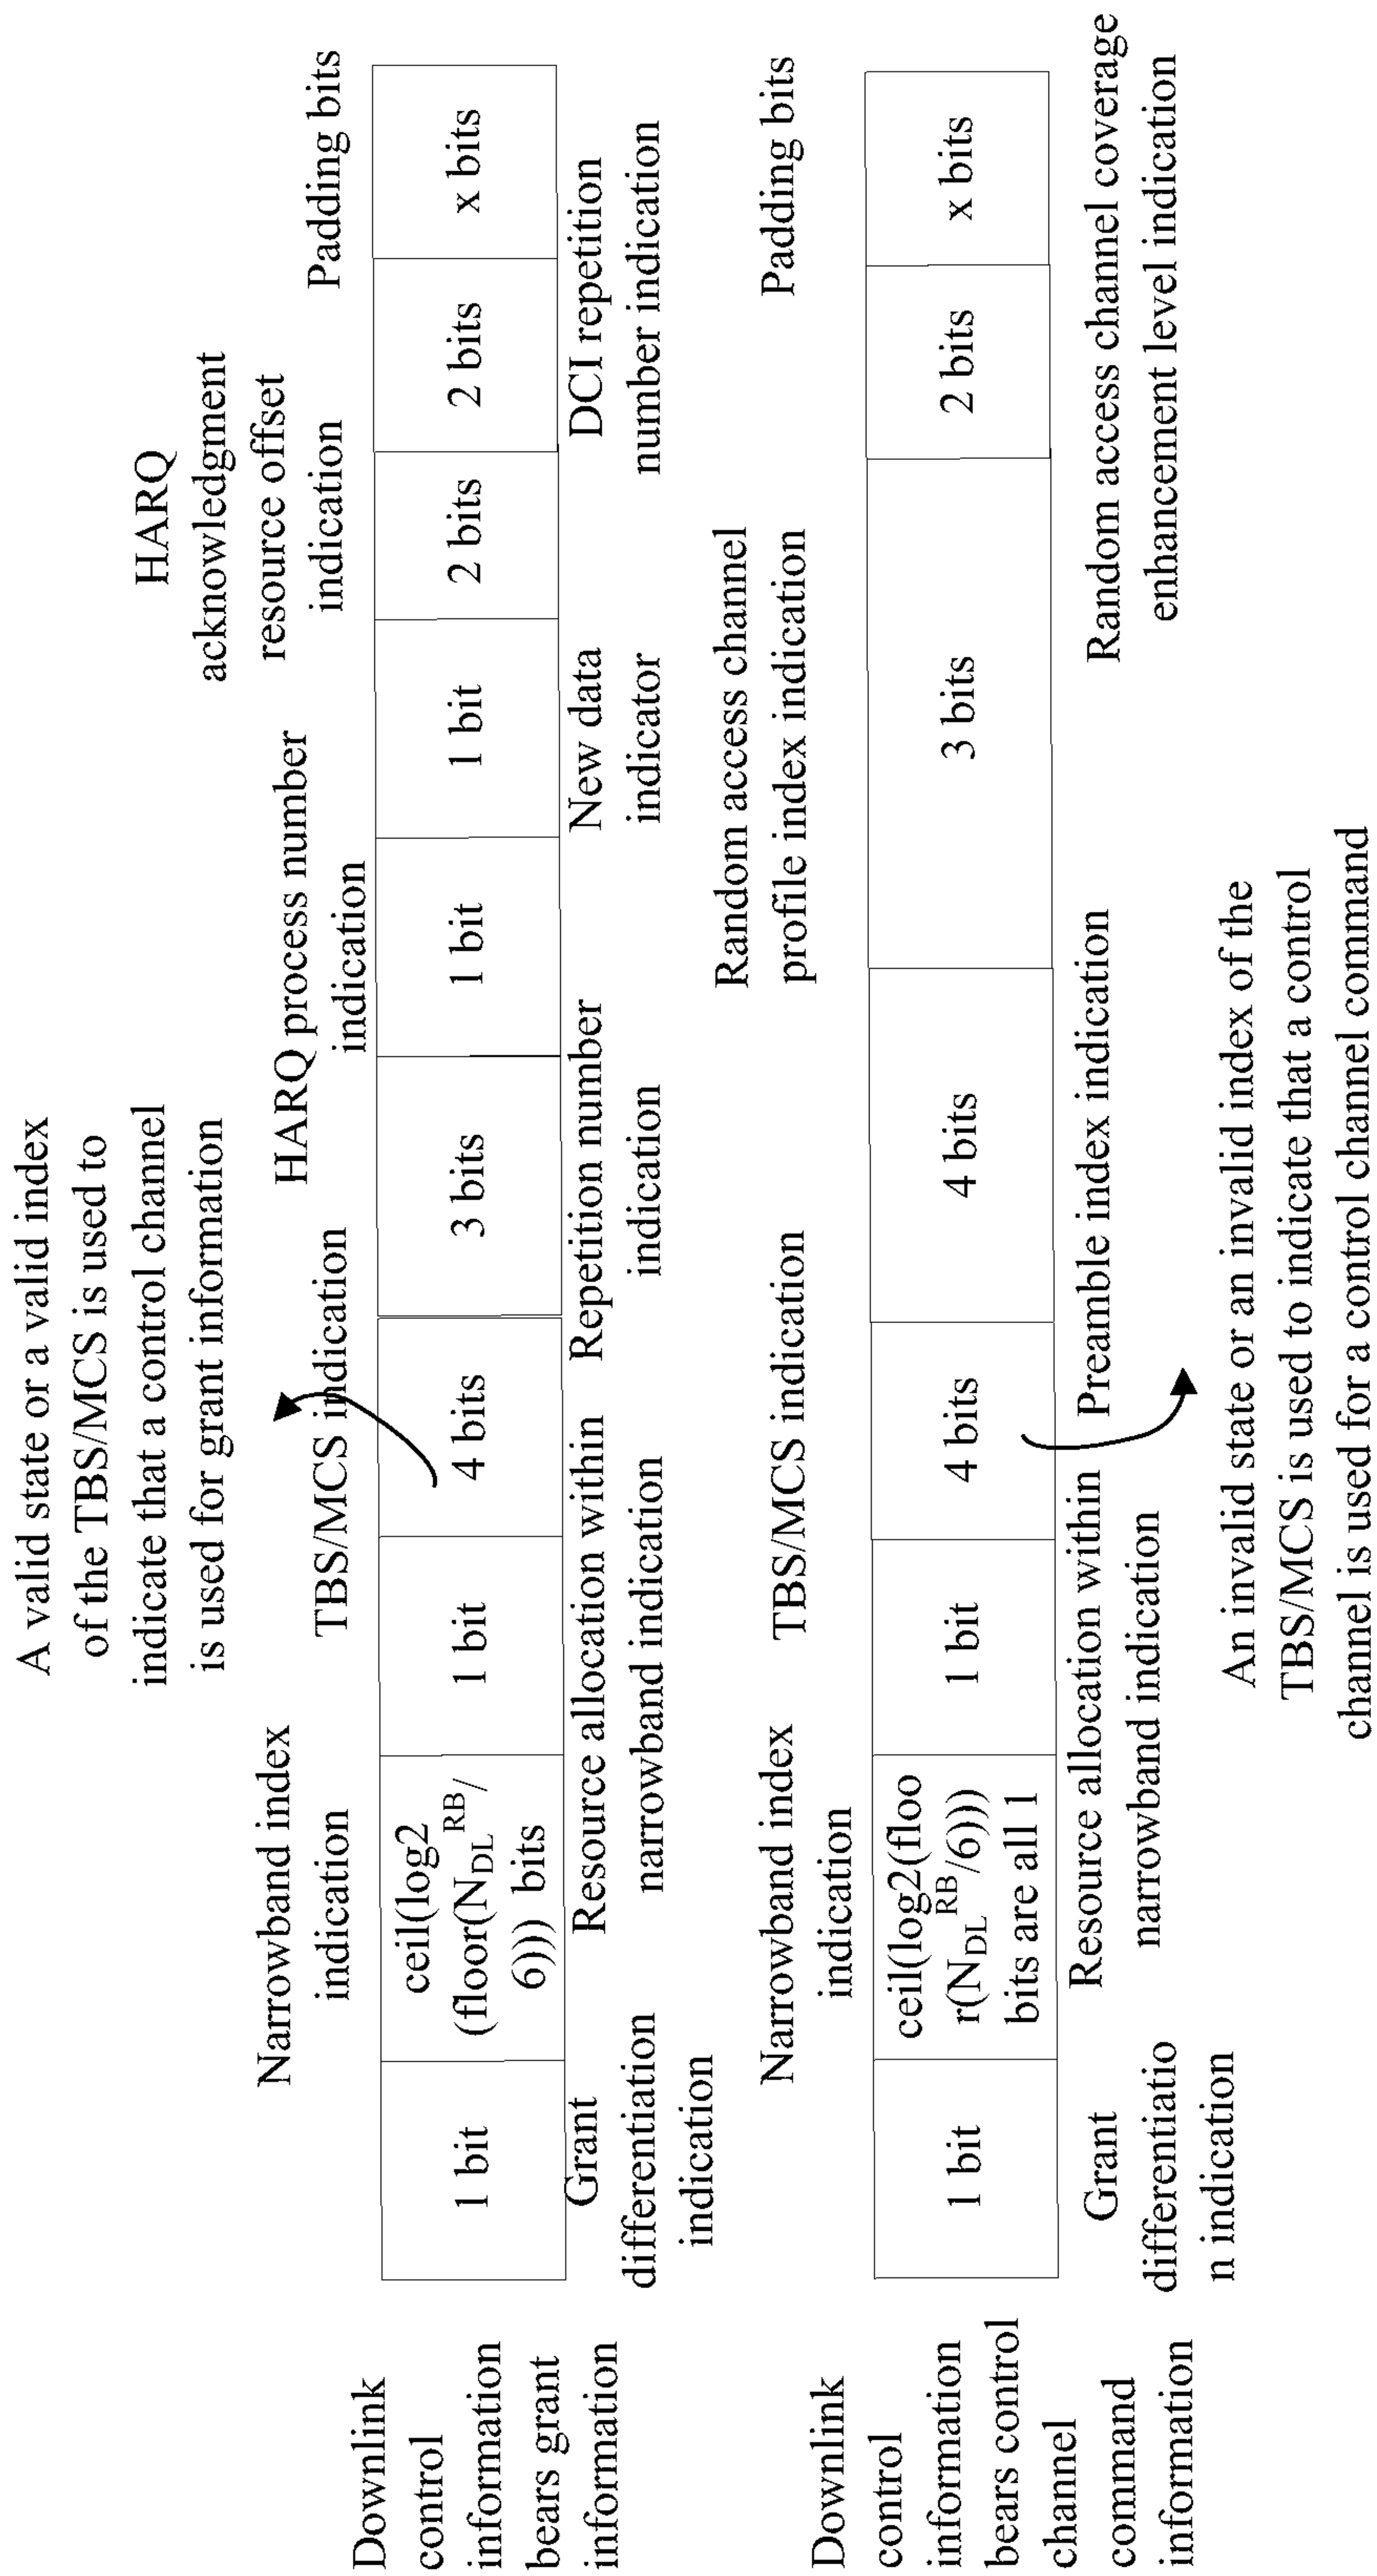 A valid state or a valid index
of the TBS/MCS is used to
indicate that a control channel
is used for grant information
Narrowband index
indication
TBS/MCS indication
HARQ process number
indication
HARQ
acknowledgment
resource offset
indication
Padding bits
Downlink
control
information
bears grant
information
1 bit
ceil(log2
(floor(N_DL^RB/
6))) bits
1 bit
4 bits
3 bits
1 bit
1 bit
2 bits
2 bits
x bits
Grant
differentiation
indication
Resource allocation within
narrowband indication
Repetition number
indication
New data
indicator
DCI repetition
number indication
Narrowband index
indication
TBS/MCS indication
Random access channel
profile index indication
Padding bits
Downlink
control
information
bears control
channel
command
information
1 bit
ceil(log2(floo
r(N_DL^RB/6)))
bits are all 1
1 bit
4 bits
4 bits
3 bits
2 bits
x bits
Grant
differentiatio
n indication
Resource allocation within
narrowband indication
Preamble index indication
Random access channel coverage
enhancement level indication
An invalid state or an invalid index of the
TBS/MCS is used to indicate that a control
channel is used for a control channel command